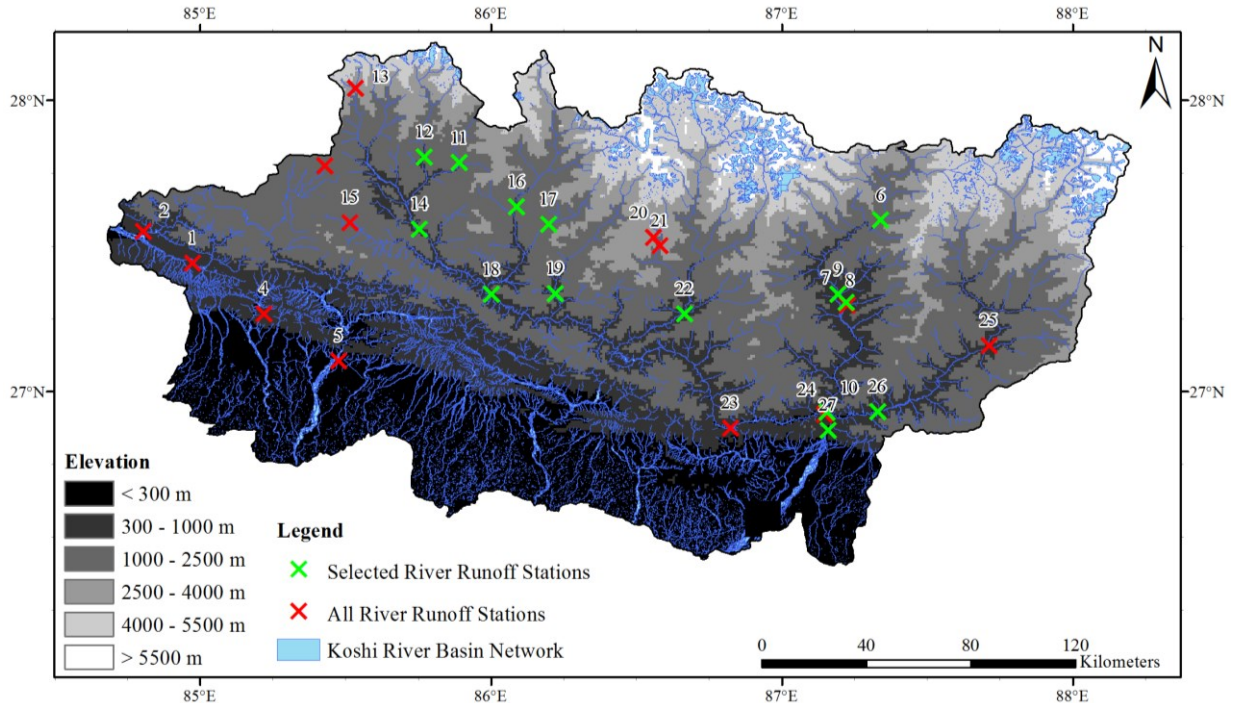 85°E 86°E 87°E 88°E
N
28°N 28°N
13
12 11
6
16 17
2 15 14 20 21
1
18 19 7 9 8
4 22
25
5
27°N 27°N
24 10 26
23 27
Elevation
< 300 m
300 - 1000 m
1000 - 2500 m
2500 - 4000 m
4000 - 5500 m
> 5500 m
Legend
Selected River Runoff Stations
All River Runoff Stations
Koshi River Basin Network
0 40 80 120
Kilometers
85°E 86°E 87°E 88°E